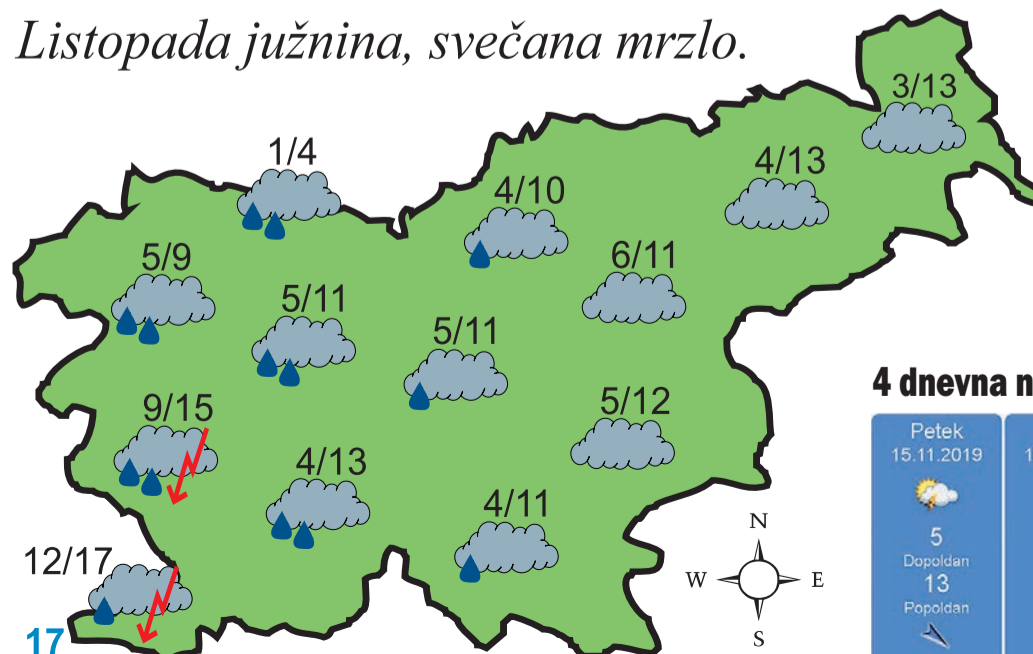 Listopada južnina, svečana mrzlo.
3/13
1/4
4/13
4/10
5/9
6/11
5/11
5/11
9/15
5/12
4/13
4/11
12/17
17
N
W E
S
4 dnevna n
Petek
15.11.2019
5
Dopoldan
13
Popoldan
1